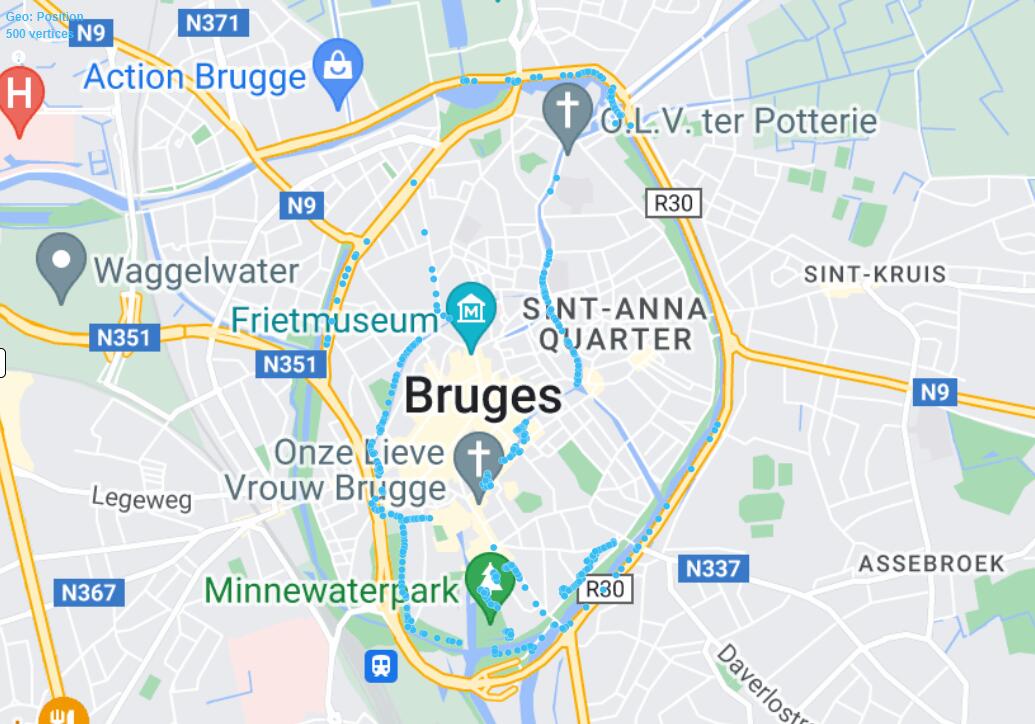 Geo: Position
500 vertices
N9
N371
Action Brugge
H
O.L.V. ter Potterie
N9
R30
Waggelwater
SINT-KRUIS
Frietmuseum
M
SINT-ANNA
QUARTER
N351
N351
Bruges
N9
Onze Lieve
Vrouw Brugge
Legeweg
N337
ASSEBROEK
N367
Minnewaterpark
R30
Daverlostr